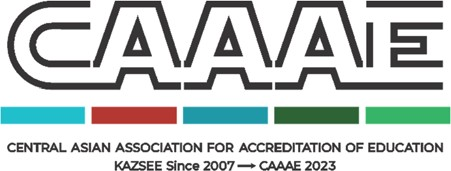 CAAAE
CENTRAL ASIAN ASSOCIATION FOR ACCREDITATION OF EDUCATION
KAZSEE Since 2007 → CAAAE 2023